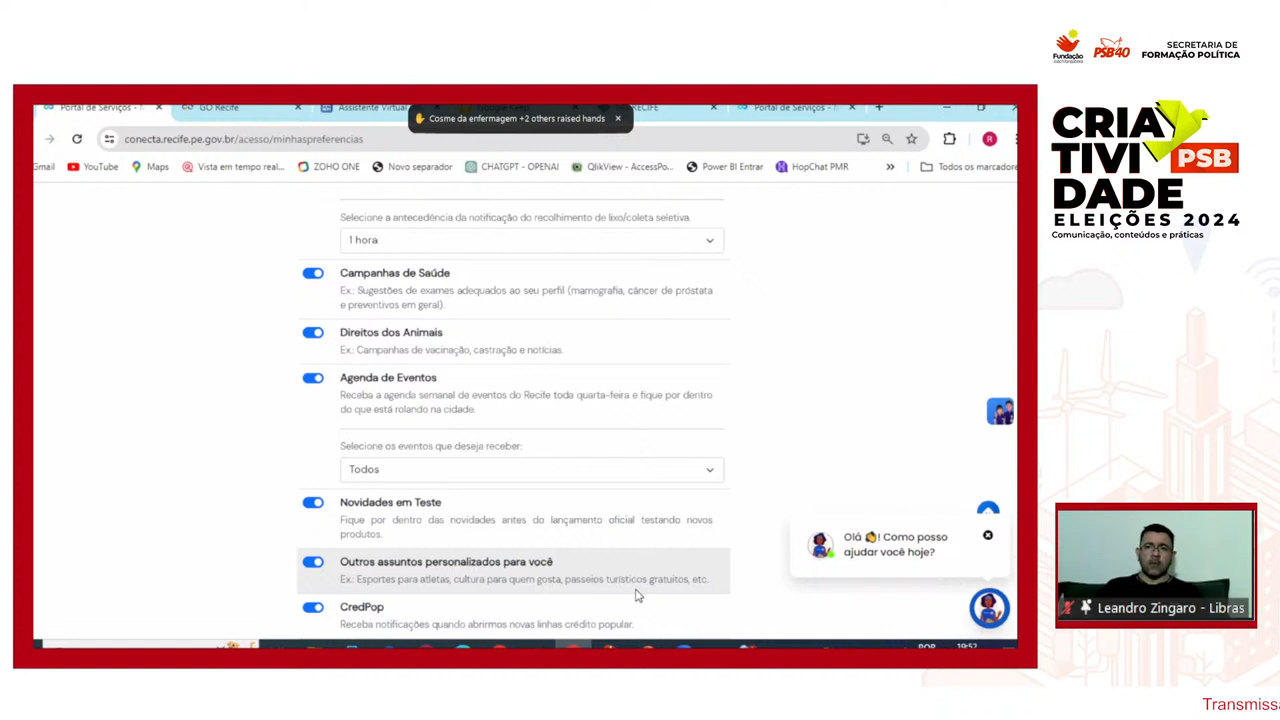 Fundação
PSB40
SECRETARIA DE
FORMAÇÃO POLÍTICA
CRIA
TIVI
PSB
DADE
ELEIÇÕES 2024
Comunicação, conteúdos e práticas
Portal de Serviços -
GO Recife
Assistente Virtual
RECIFE
Portal de Serviços -
Cosme da enfermagem +2 others raised hands
conecta.recife.pe.gov.br/acesso/minhaspreferencias
Gmail
YouTube
Maps
Vista em tempo real...
ZOHO ONE
Novo separador
CHATGPT - OPENAI
QlikView - AccessPo...
Power BI Entrar
HopChat PMR
Todos os marcador
Selecione a antecedência da notificação do recolhimento de lixo/coleta seletiva.
1 hora
Campanhas de Saúde
Ex.: Sugestões de exames adequados ao seu perfil (mamografia, câncer de próstata
e preventivos em geral).
Direitos dos Animais
Ex.: Campanhas de vacinação, castração e notícias.
Agenda de Eventos
Receba a agenda semanal de eventos do Recife toda quarta-feira e fique por dentro
do que está rolando na cidade.
Selecione os eventos que deseja receber:
Todos
Novidades em Teste
Fique por dentro das novidades antes do lançamento oficial testando novos
produtos.
Outros assuntos personalizados para você
Ex: Esportes para atletas, cultura para quem gosta, passeios turísticos gratuitos, etc.
CredPop
Receba notificações quando abrirmos novas linhas crédito popular.
Olá 👏! Como posso
ajudar você hoje?
POR
19:52
Leandro Zingaro - Libras
Transmiss